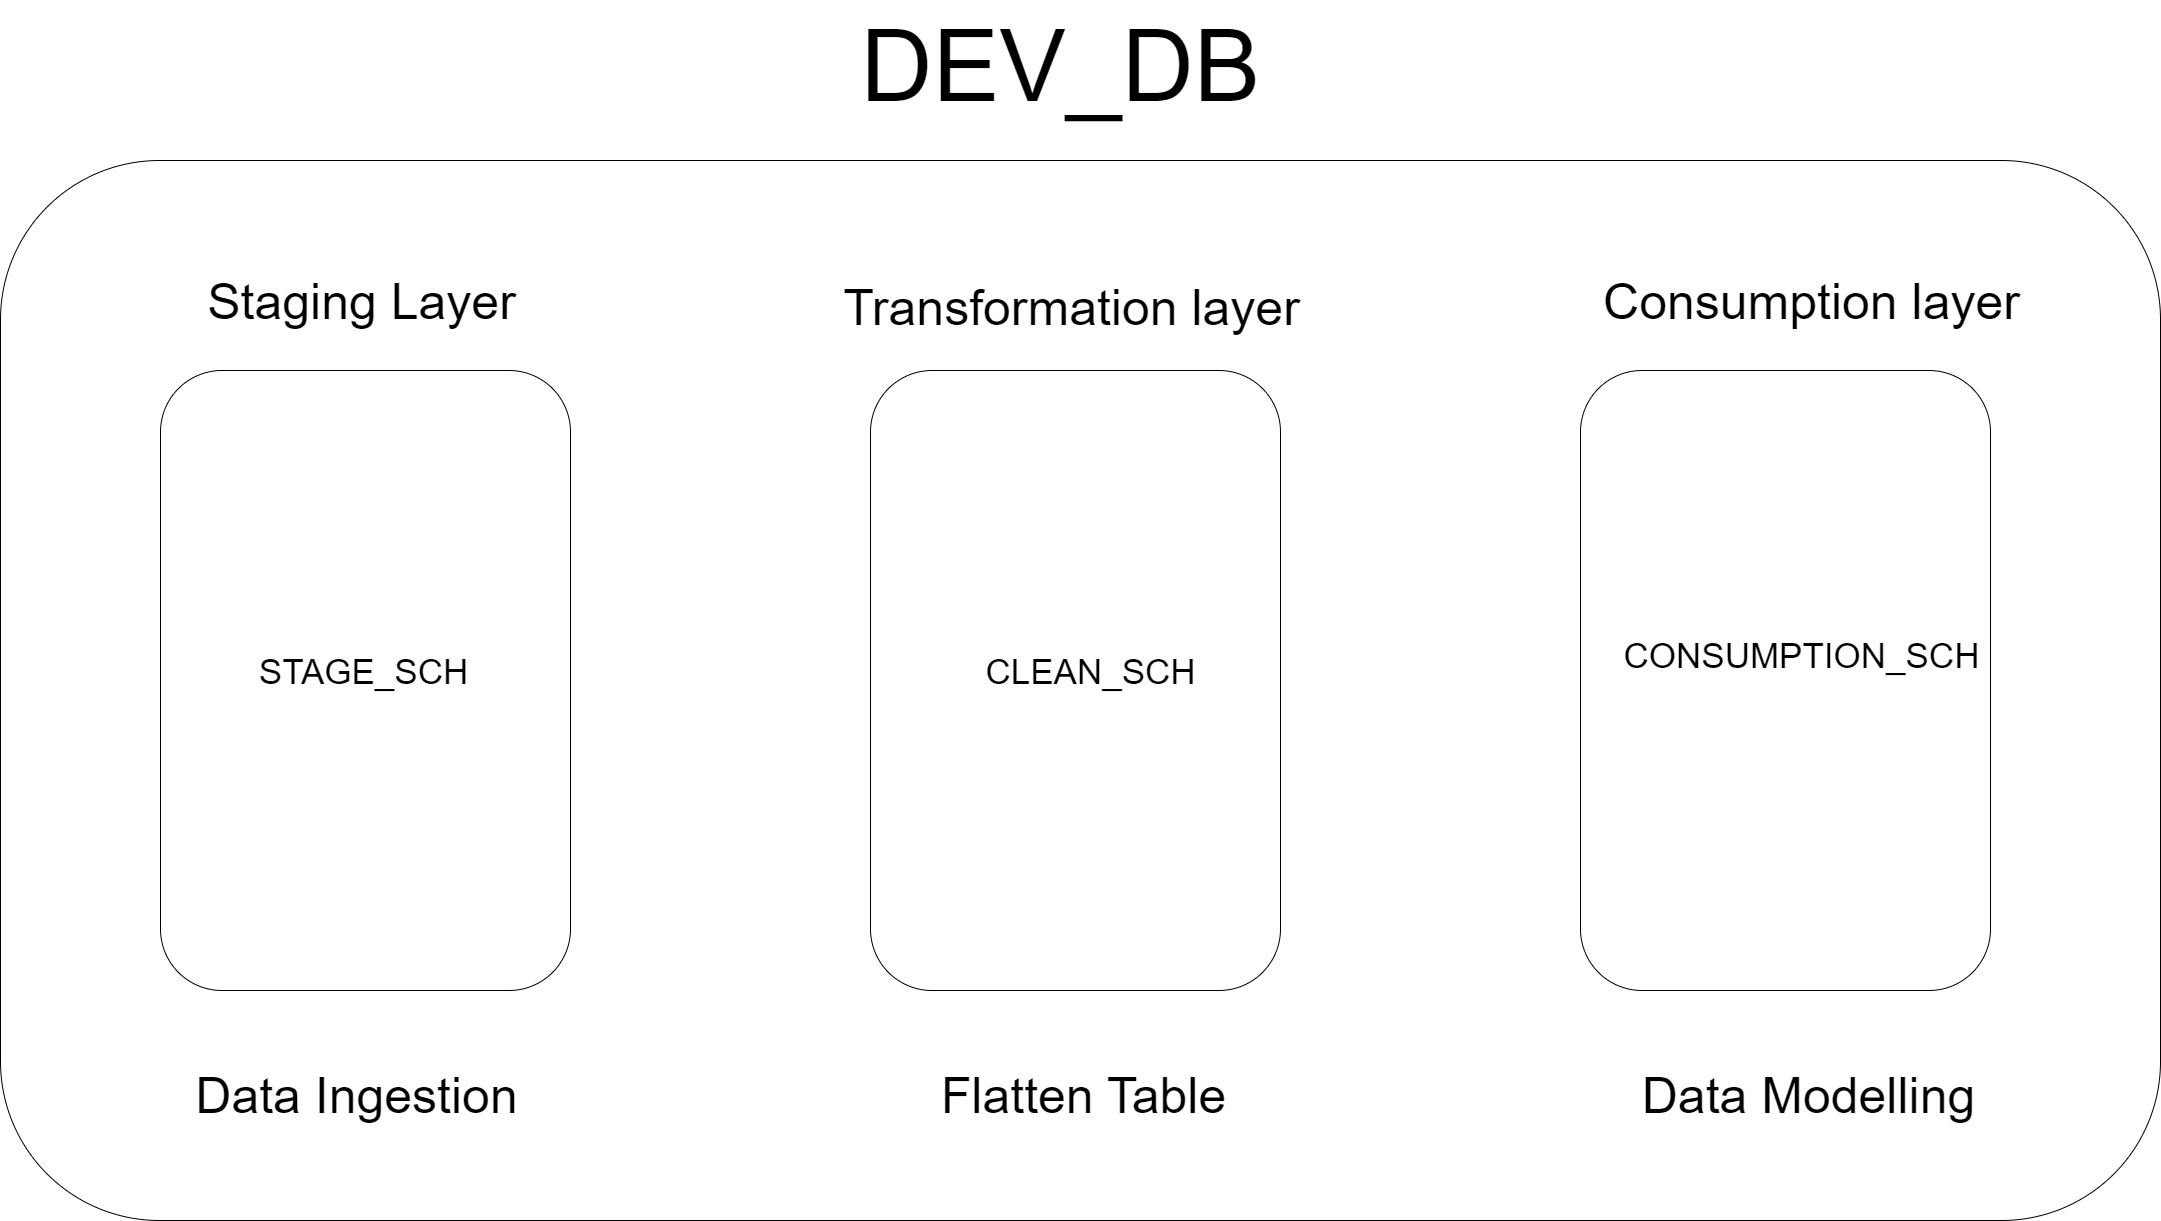 DEV_DB
Staging Layer
Transformation layer
Consumption layer
STAGE_SCH
CLEAN_SCH
CONSUMPTION_SCH
Data Ingestion
Flatten Table
Data Modelling